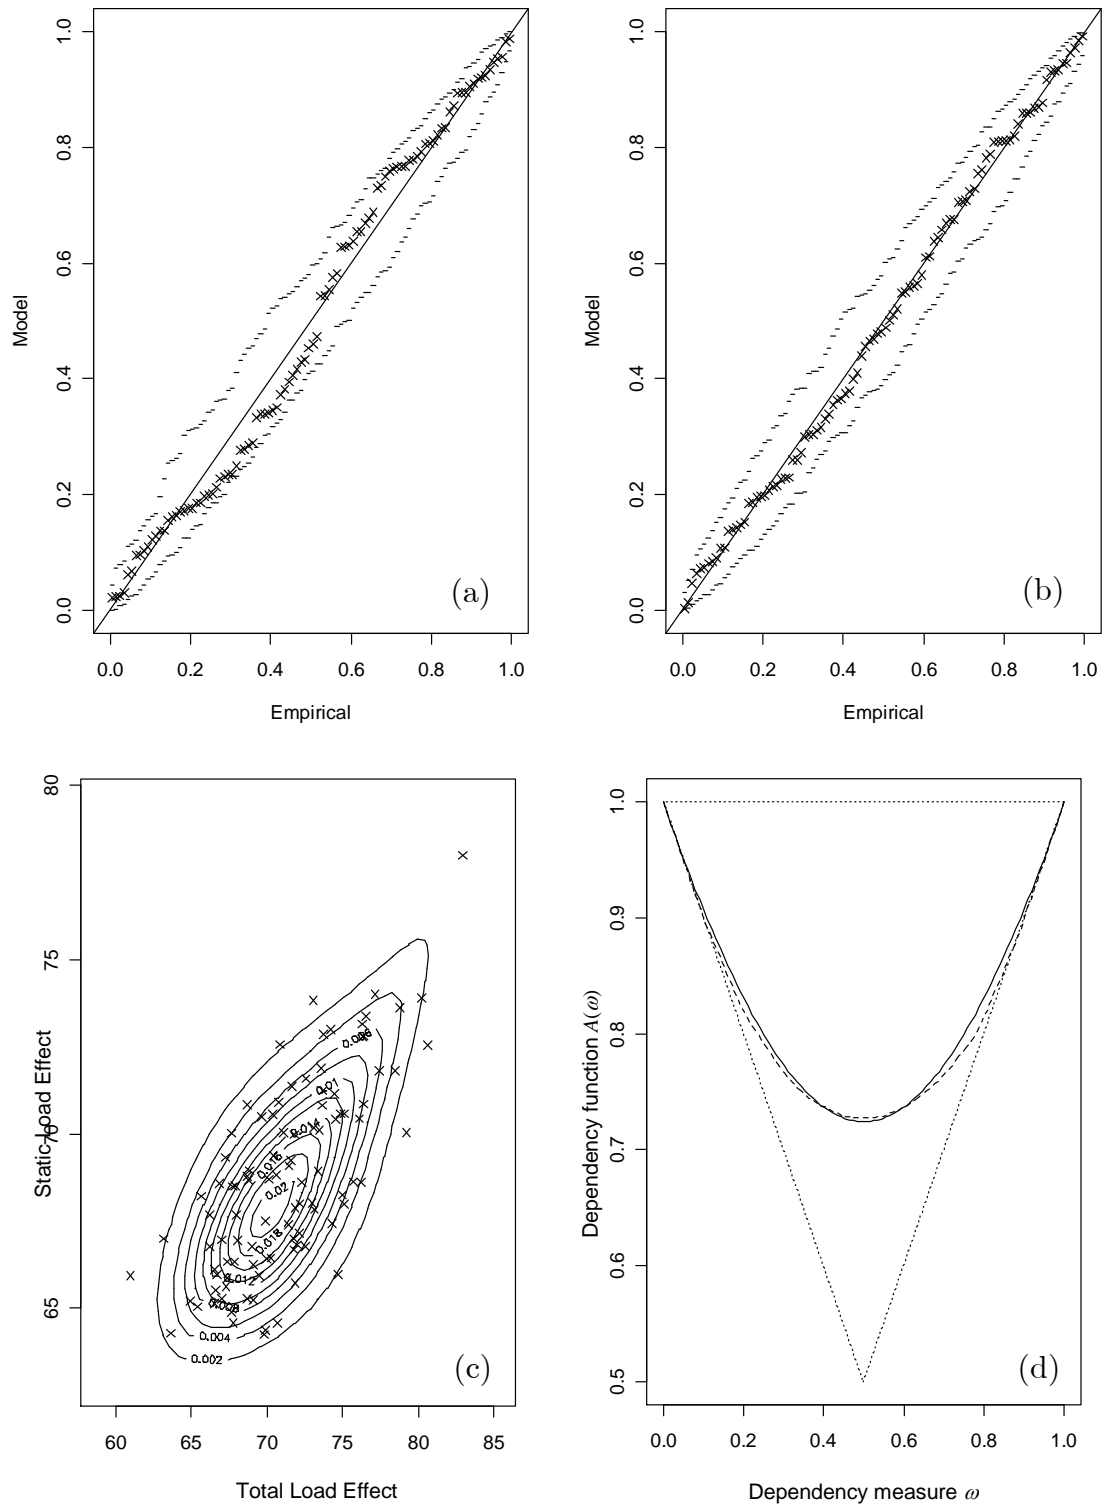 1.0
0.8
0.6
0.4
0.2
0.0
Model
(a)
0.0 0.2 0.4 0.6 0.8 1.0
Empirical
1.0
0.8
0.6
0.4
0.2
0.0
Model
(b)
0.0 0.2 0.4 0.6 0.8 1.0
Empirical
80
75
70
65
Static Load Effect
0.006
0.01
0.014
0.016
0.02
0.018
0.012
0.008
0.004
0.002
(c)
60 65 70 75 80 85
Total Load Effect
1.0
0.9
0.8
0.7
0.6
0.5
Dependency function A(ω)
(d)
0.0 0.2 0.4 0.6 0.8 1.0
Dependency measure ω